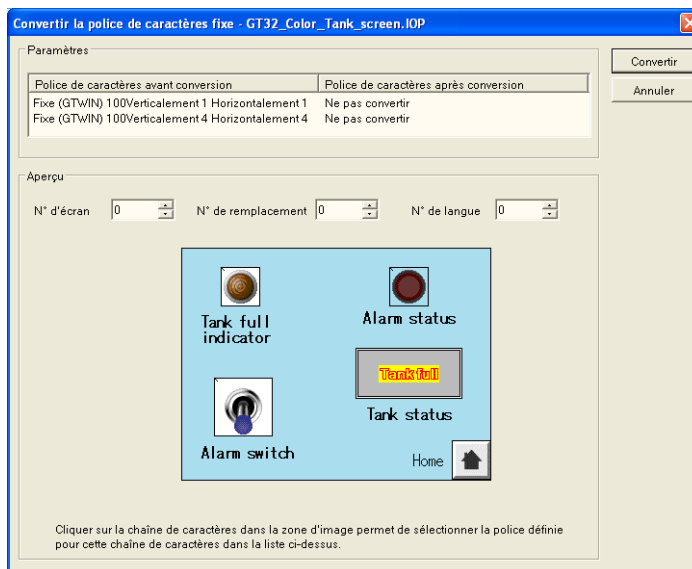 Convertir la police de caractères fixe - GT32_Color_Tank_screen.IOP
Paramètres
Convertir
Police de caractères avant conversion Police de caractères après conversion
Annuler
Fixe (GTWIN) 100Verticalement 1 Horizontalement 1 Ne pas convertir
Fixe (GTWIN) 100Verticalement 4 Horizontalement 4 Ne pas convertir
Aperçu
N° d'écran 0 N° de remplacement 0 N° de langue 0
Tank full
indicator
Alarm status
Tank full
Tank status
Alarm switch
Home
Cliquer sur la chaîne de caractères dans la zone d'image permet de sélectionner la police définie
pour cette chaîne de caractères dans la liste ci-dessus.